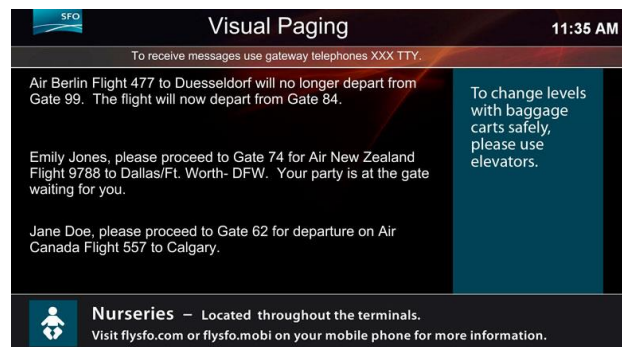 SFO
Visual Paging
11:35 AM
To receive messages use gateway telephones XXX TTY.
Air Berlin Flight 477 to Duesseldorf will no longer depart from
Gate 99. The flight will now depart from Gate 84.
Emily Jones, please proceed to Gate 74 for Air New Zealand
Flight 9788 to Dallas/Ft. Worth- DFW. Your party is at the gate
waiting for you.
Jane Doe, please proceed to Gate 62 for departure on Air
Canada Flight 557 to Calgary.
To change levels
with baggage
carts safely,
please use
elevators.
Nurseries – Located throughout the terminals.
Visit flysfo.com or flysfo.mobi on your mobile phone for more information.